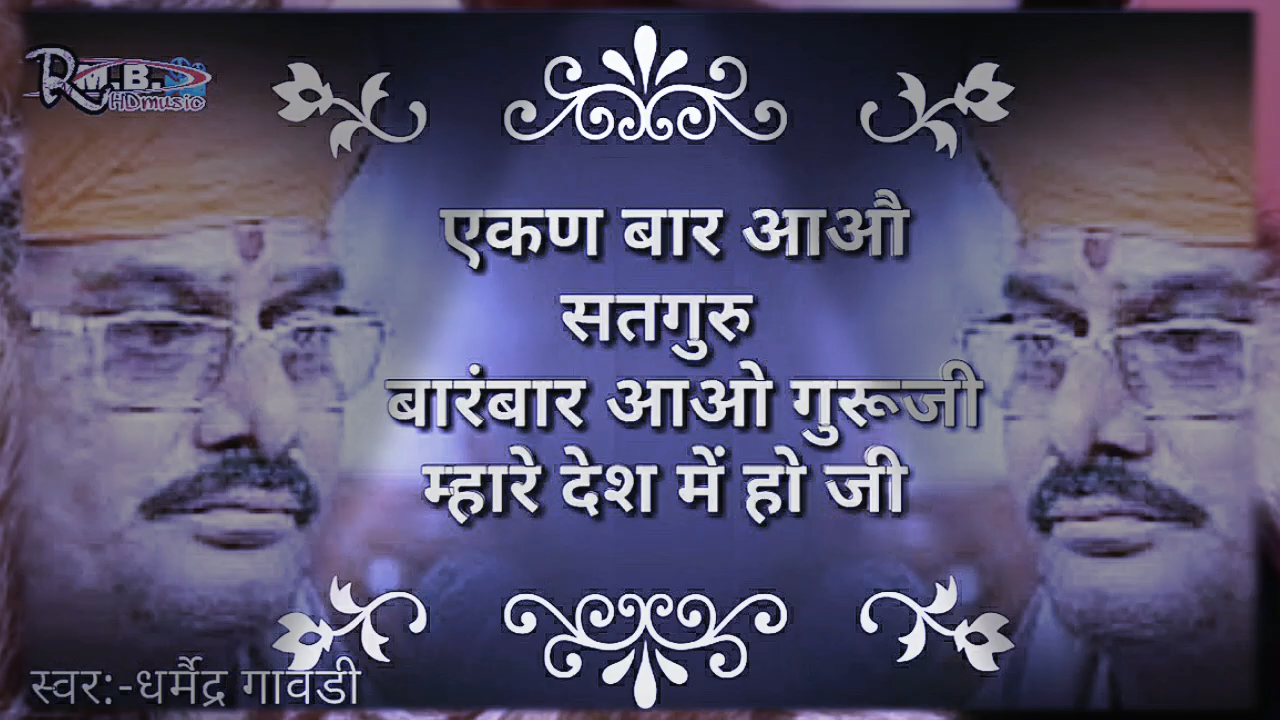 R M.B.
HDmusic
एकण बार आऔ
सतगुरु
बारंबार आओ गुरूजी
म्हारे देश में हो जी
स्वर:-धर्मेंद्र गावडी